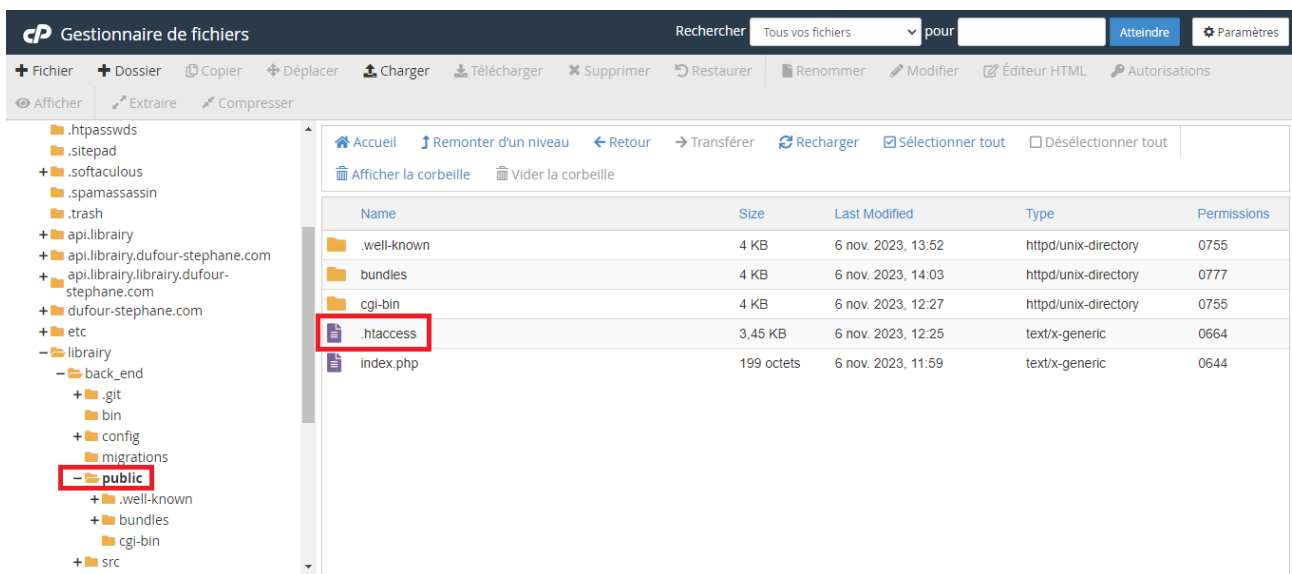 cP Gestionnaire de fichiers Rechercher Tous vos fichiers pour Atteindre Paramètres
Fichier Dossier Copier Déplacer Charger Télécharger Supprimer Restaurer Renommer Modifier Éditeur HTML Autorisations
Afficher Extraire Compresser
.htpasswds
.sitepad
+ .softaculous
.spamassassin
.trash
+ api.librairy
+ api.librairy.dufour-stephane.com
+ api.librairy.librairy.dufour-
stephane.com
+ dufour-stephane.com
+ etc
– librairy
– back_end
+ .git
bin
+ config
migrations
– public
+ .well-known
+ bundles
cgi-bin
+ src
Accueil Remonter d'un niveau Retour Transférer Recharger Sélectionner tout Désélectionner tout
Afficher la corbeille Vider la corbeille
Name Size Last Modified Type Permissions
.well-known 4 KB 6 nov. 2023, 13:52 httpd/unix-directory 0755
bundles 4 KB 6 nov. 2023, 14:03 httpd/unix-directory 0777
cgi-bin 4 KB 6 nov. 2023, 12:27 httpd/unix-directory 0755
.htaccess 3,45 KB 6 nov. 2023, 12:25 text/x-generic 0664
index.php 199 octets 6 nov. 2023, 11:59 text/x-generic 0644